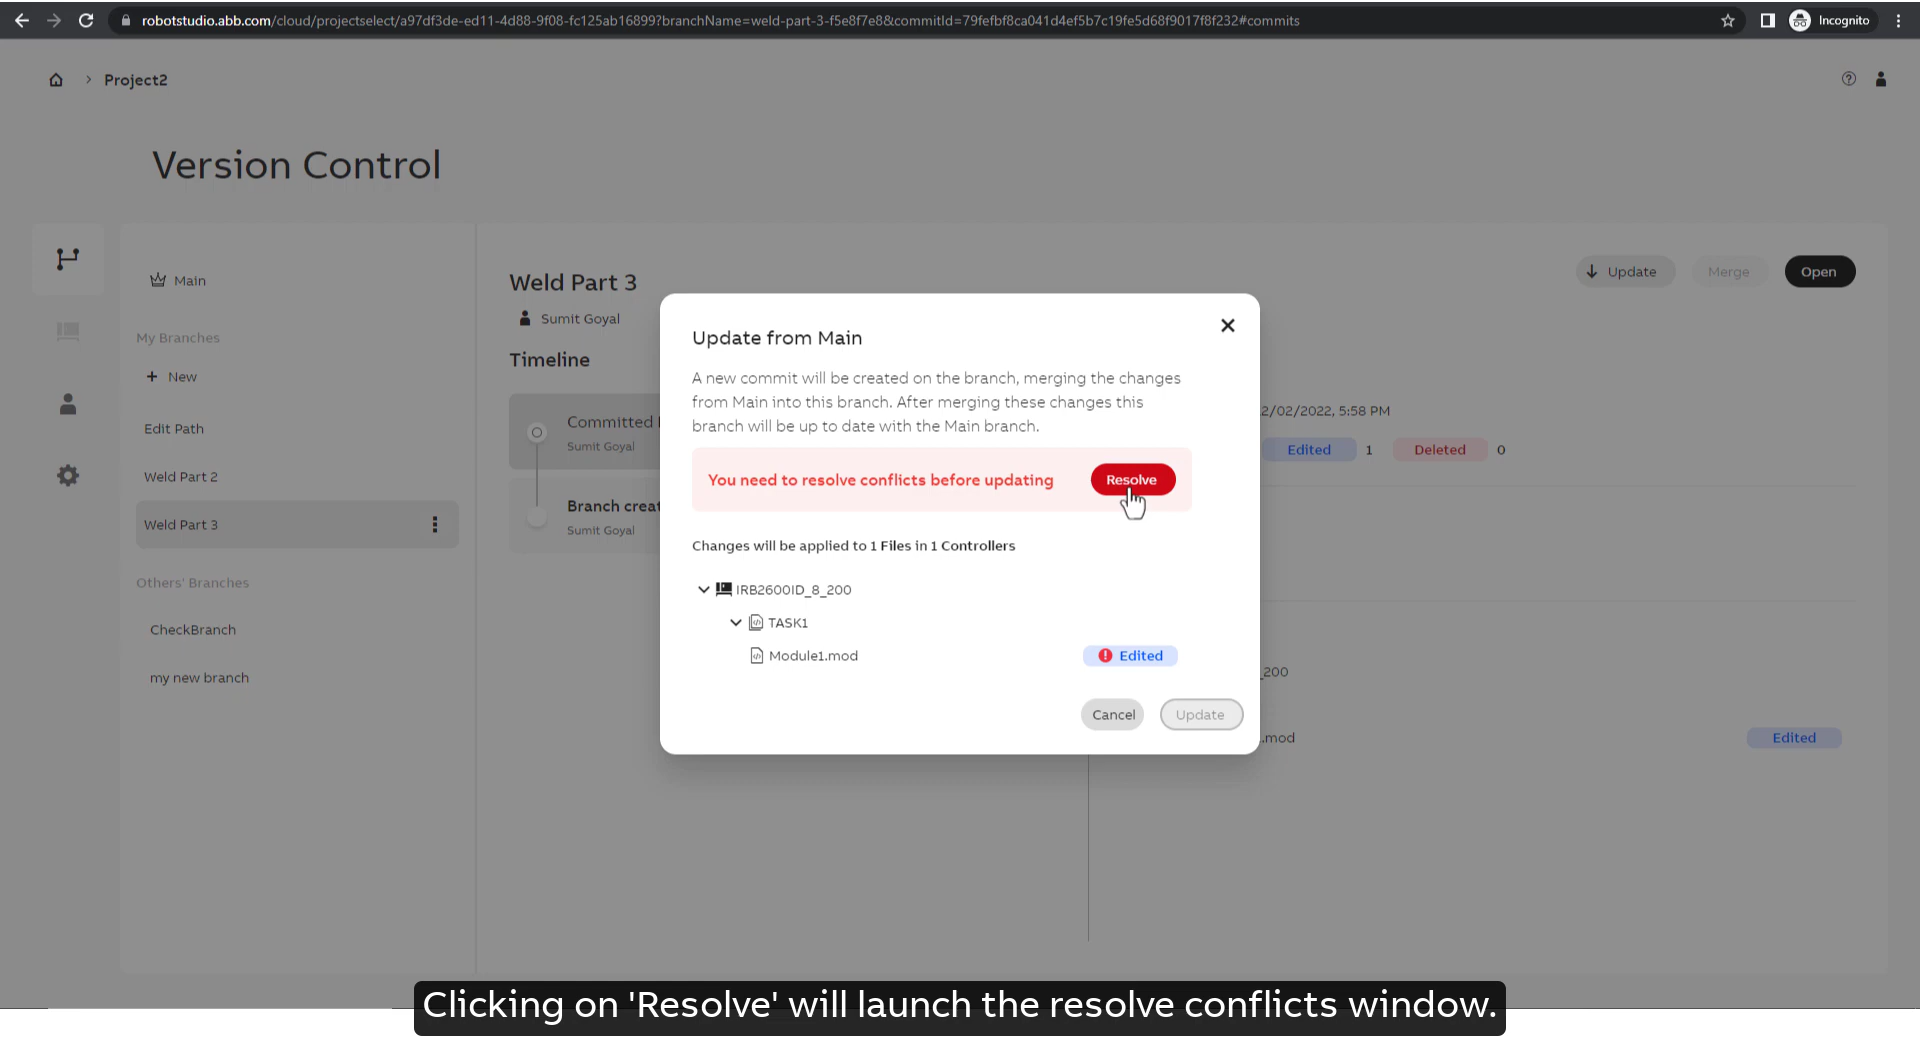 robotstudio.abb.com/cloud/projectselect/a97df3de-ed11-4d88-9f08-fc125ab16899?branchName=weld-part-3-f5e8f7e8&commitId=79fefbf8ca041d4ef5b7c19fe5d68f9017f8f232#commits
Incognito
Project2
Version Control
Main
My Branches
+ New
Edit Path
Weld Part 2
Weld Part 3
Others' Branches
CheckBranch
my new branch
Weld Part 3
Sumit Goyal
Timeline
Committed
Sumit Goyal
Branch creat
Sumit Goyal
Update
Merge
Open
2/02/2022, 5:58 PM
Edited 1 Deleted 0
_200
.mod
Edited
Update from Main
A new commit will be created on the branch, merging the changes
from Main into this branch. After merging these changes this
branch will be up to date with the Main branch.
You need to resolve conflicts before updating
Resolve
Changes will be applied to 1 Files in 1 Controllers
IRB2600ID_8_200
TASK1
Module1.mod
Edited
Cancel
Update
Clicking on 'Resolve' will launch the resolve conflicts window.